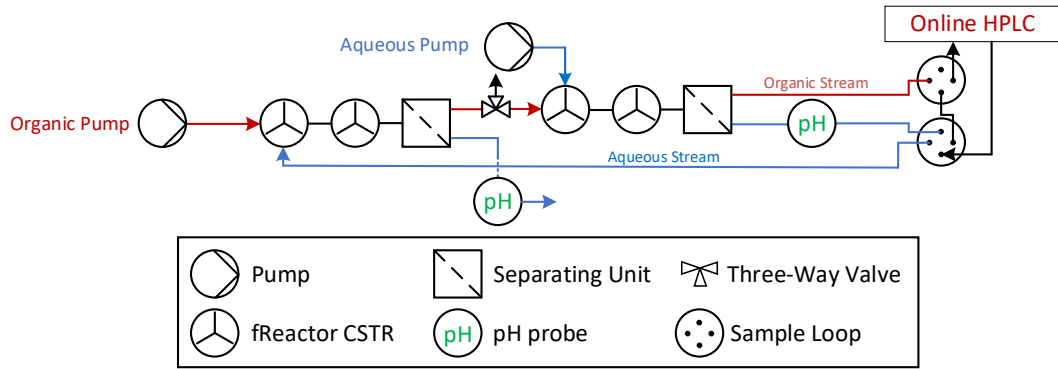 Online HPLC
Aqueous Pump
Organic Stream
Organic Pump
pH
Aqueous Stream
pH
Pump
Separating Unit
Three-Way Valve
fReactor CSTR
pH
pH probe
Sample Loop